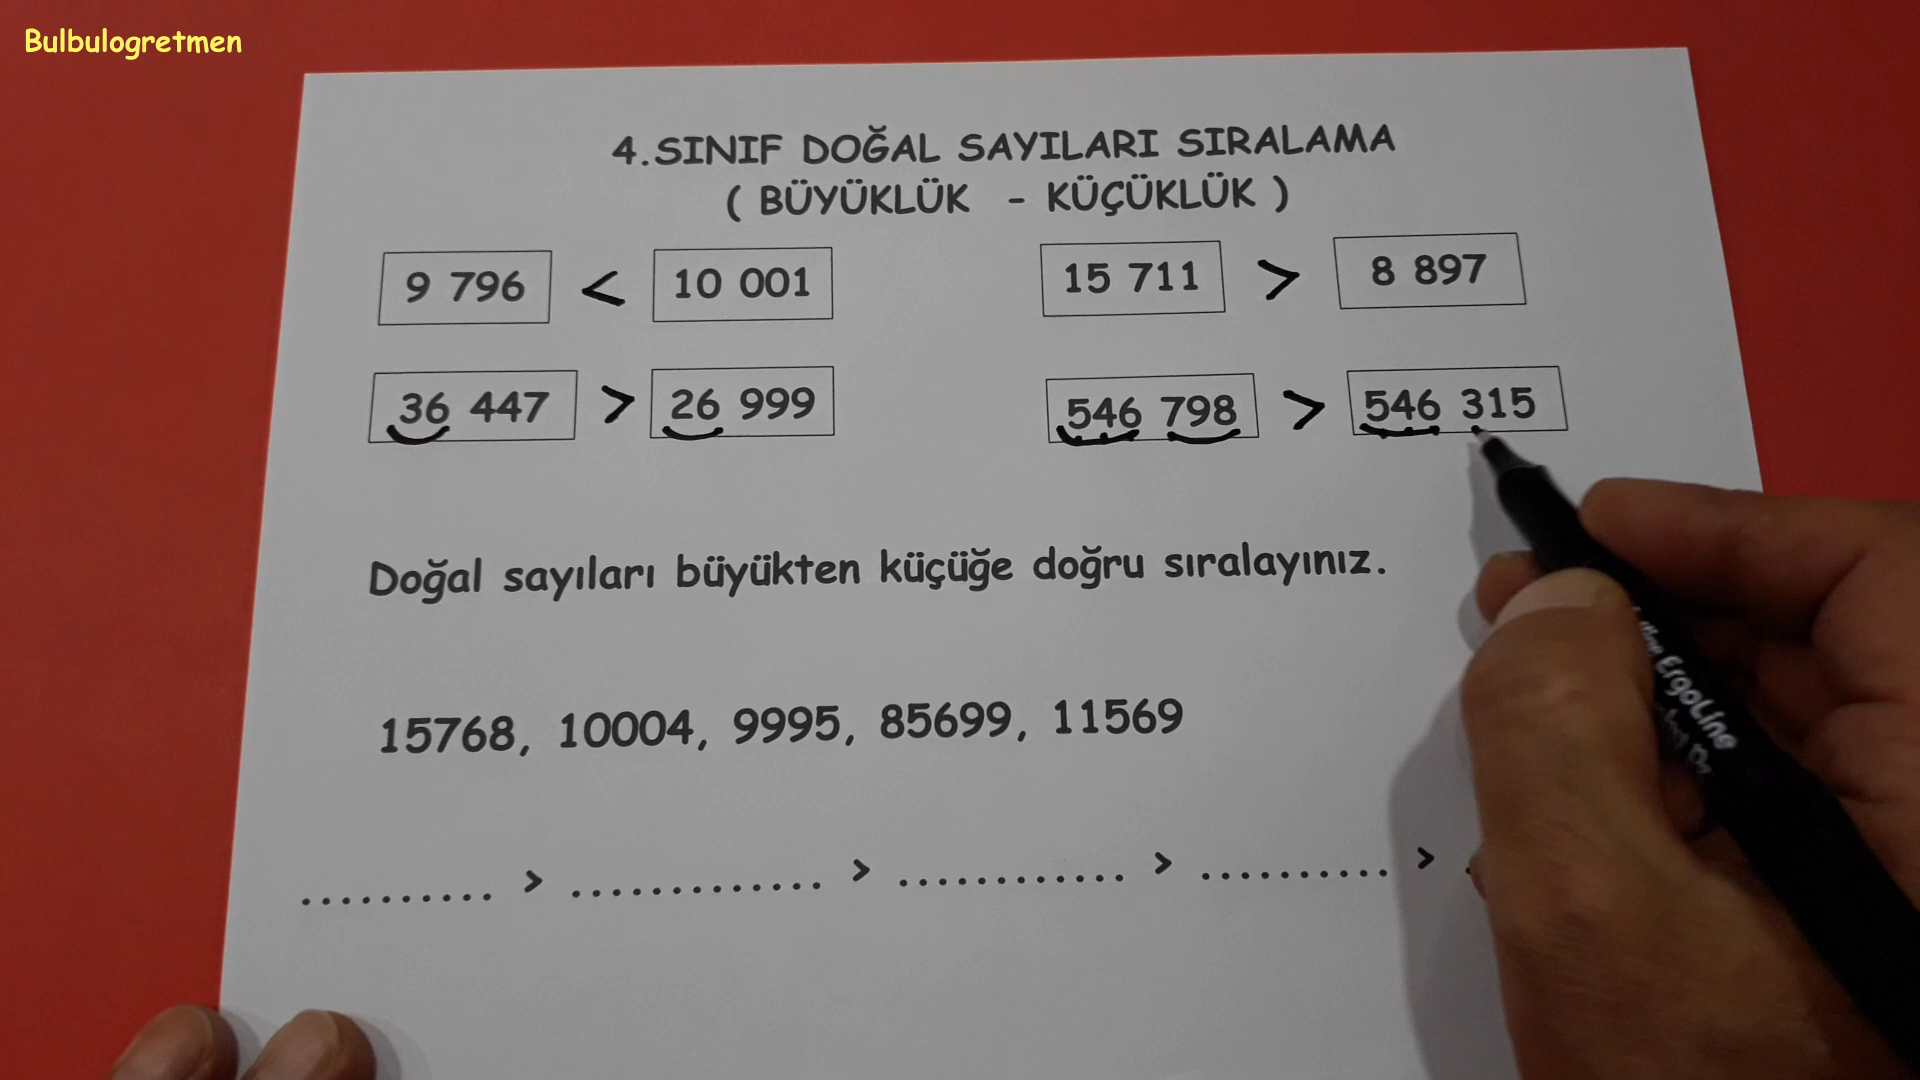 Bulbulogretmen
4.SINIF DOĞAL SAYILARI SIRALAMA
( BÜYÜKLÜK - KÜÇÜKLÜK )
9 796 < 10 001 15 711 > 8 897
36 447 > 26 999 546 798 > 546 315
Doğal sayıları büyükten küçüğe doğru sıralayınız.
15768, 10004, 9995, 85699, 11569
.......... > ............. > ............ > .......... > .
ErgoLine